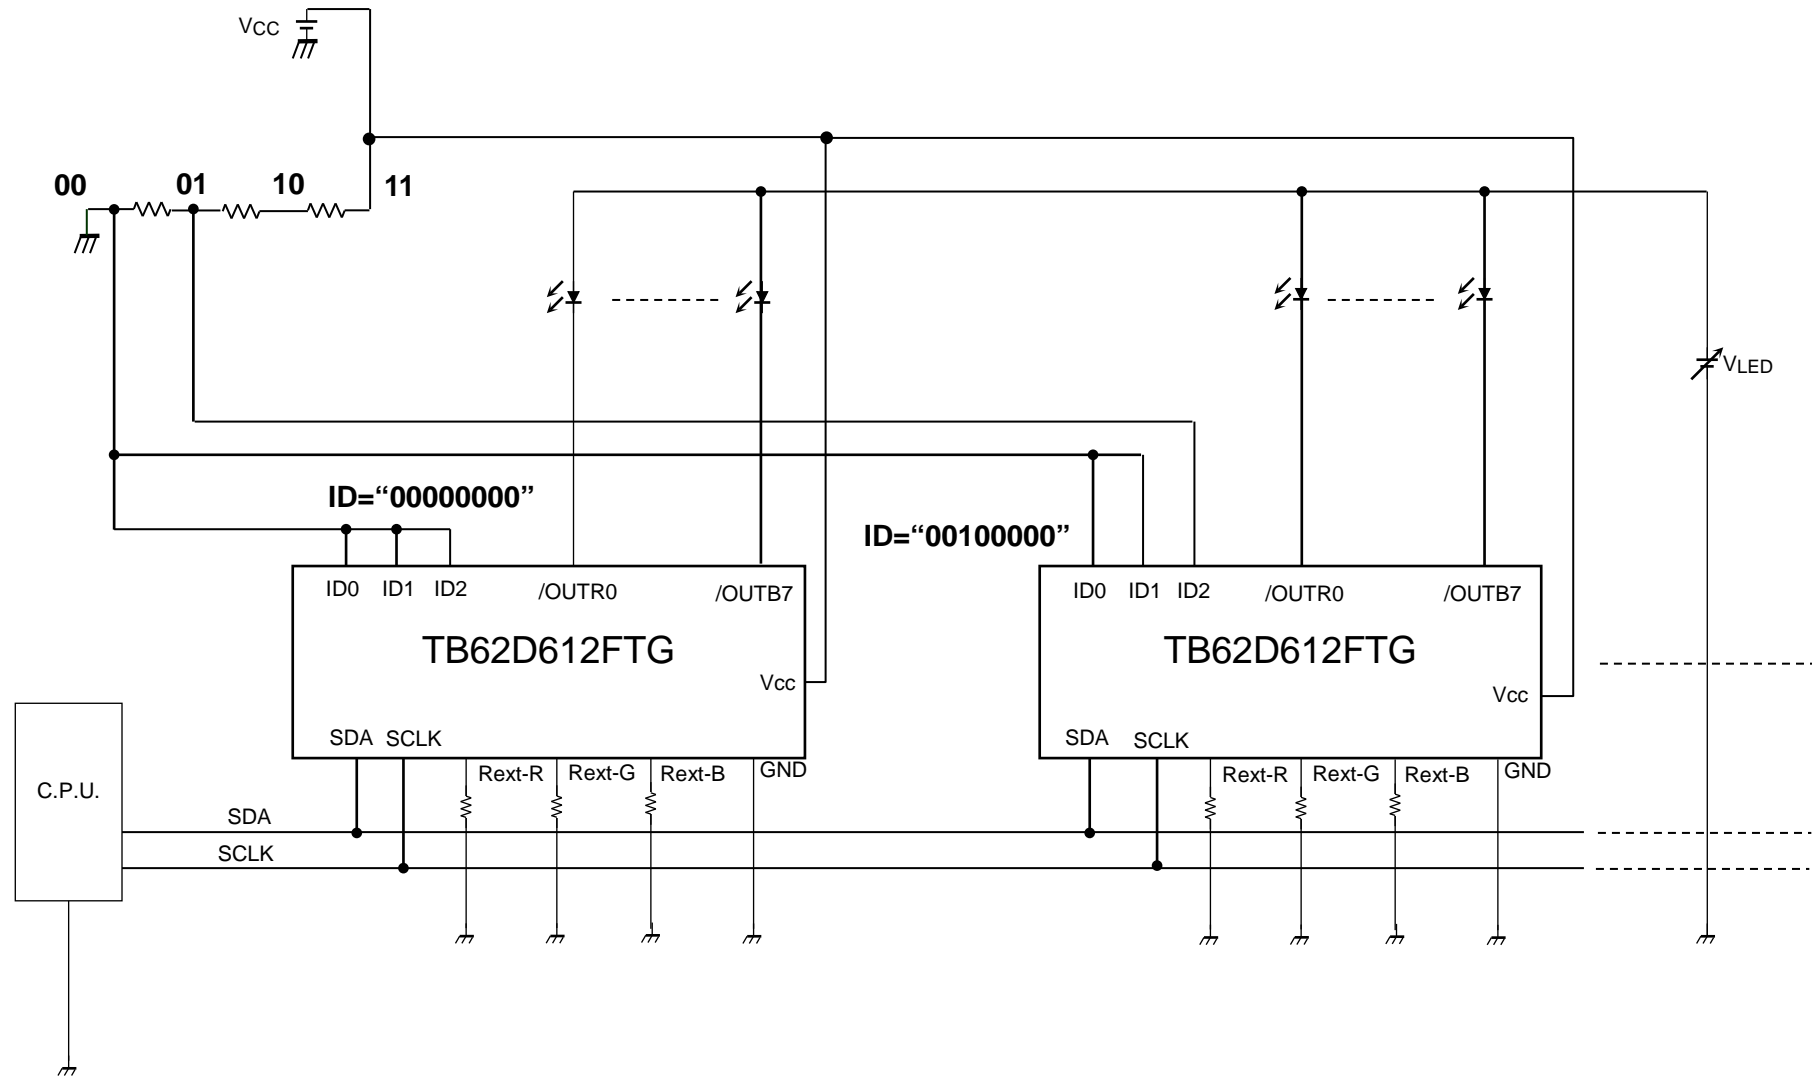 VCC
00 01 10 11
VLED
ID=“00000000”
ID=“00100000”
ID0 ID1 ID2 /OUTR0 /OUTB7
ID0 ID1 ID2 /OUTR0 /OUTB7
TB62D612FTG
TB62D612FTG
Vcc
Vcc
SDA SCLK
SDA SCLK
Rext-R Rext-G Rext-B GND
Rext-R Rext-G Rext-B GND
C.P.U.
SDA
SCLK